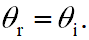 θr = θi.